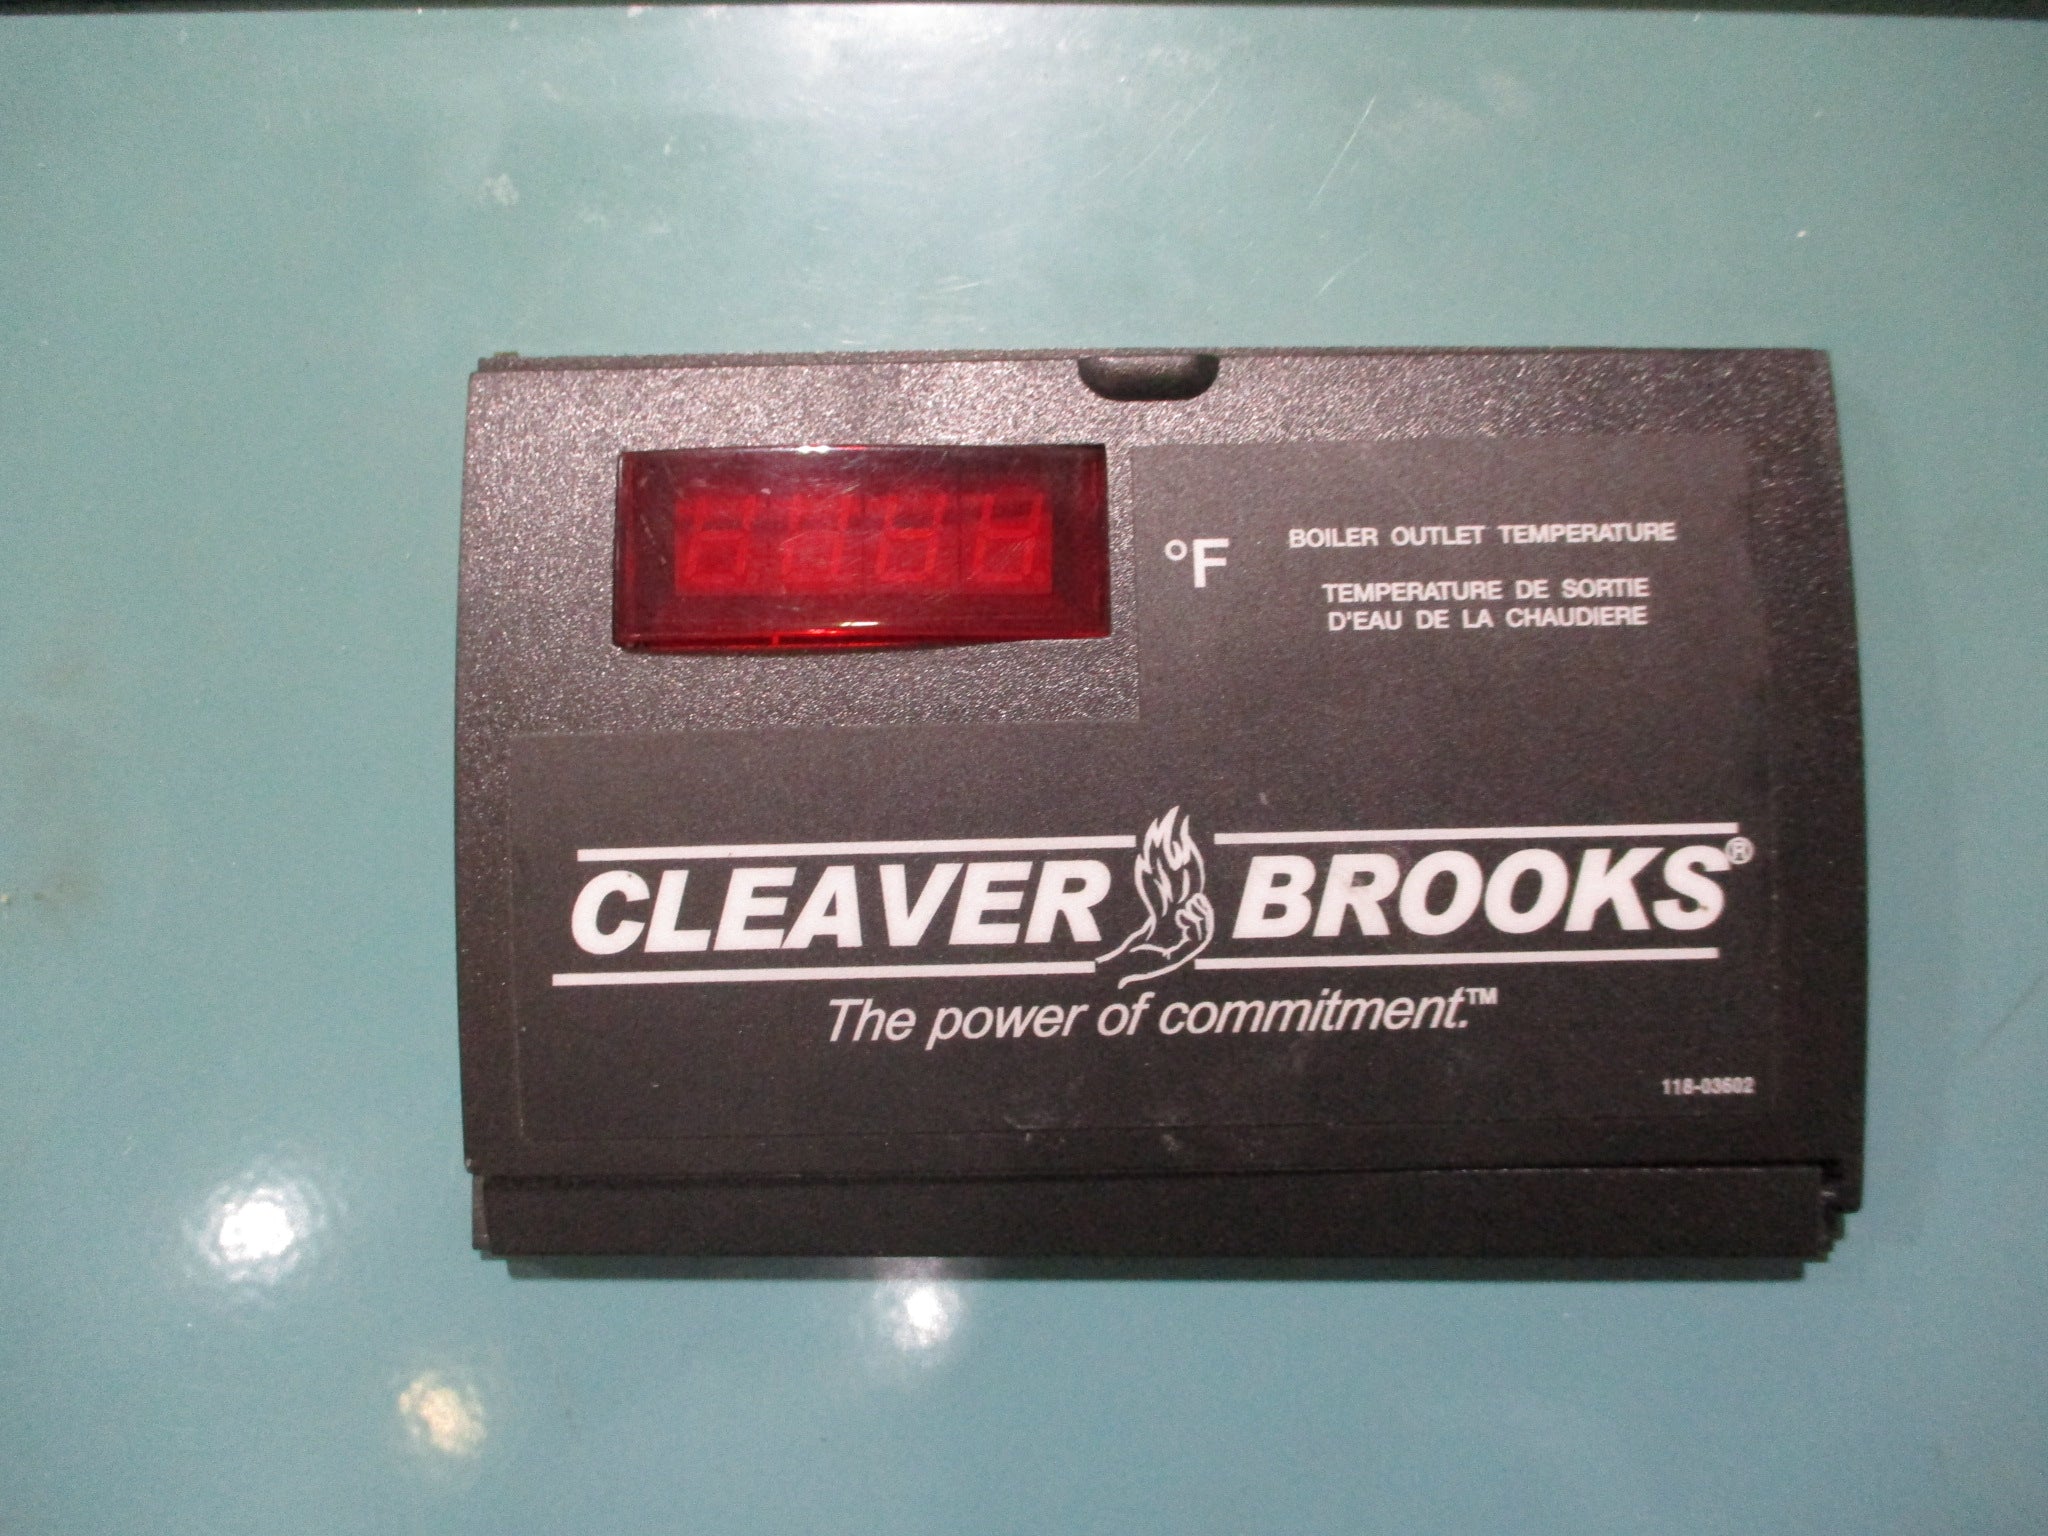 °F
BOILER OUTLET TEMPERATURE
TEMPERATURE DE SORTIE
D'EAU DE LA CHAUDIERE
CLEAVER BROOKS®
The power of commitment.™
118-03602